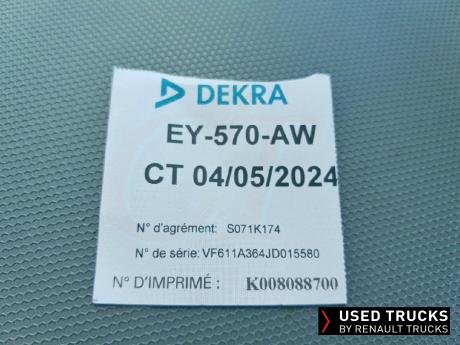 DEKRA
EY-570-AW
CT 04/05/2024
N° d'agrément: S071K174
N° de série: VF611A364JD015580
N° D'IMPRIMÉ : K008088700
USED TRUCKS
BY RENAULT TRUCKS